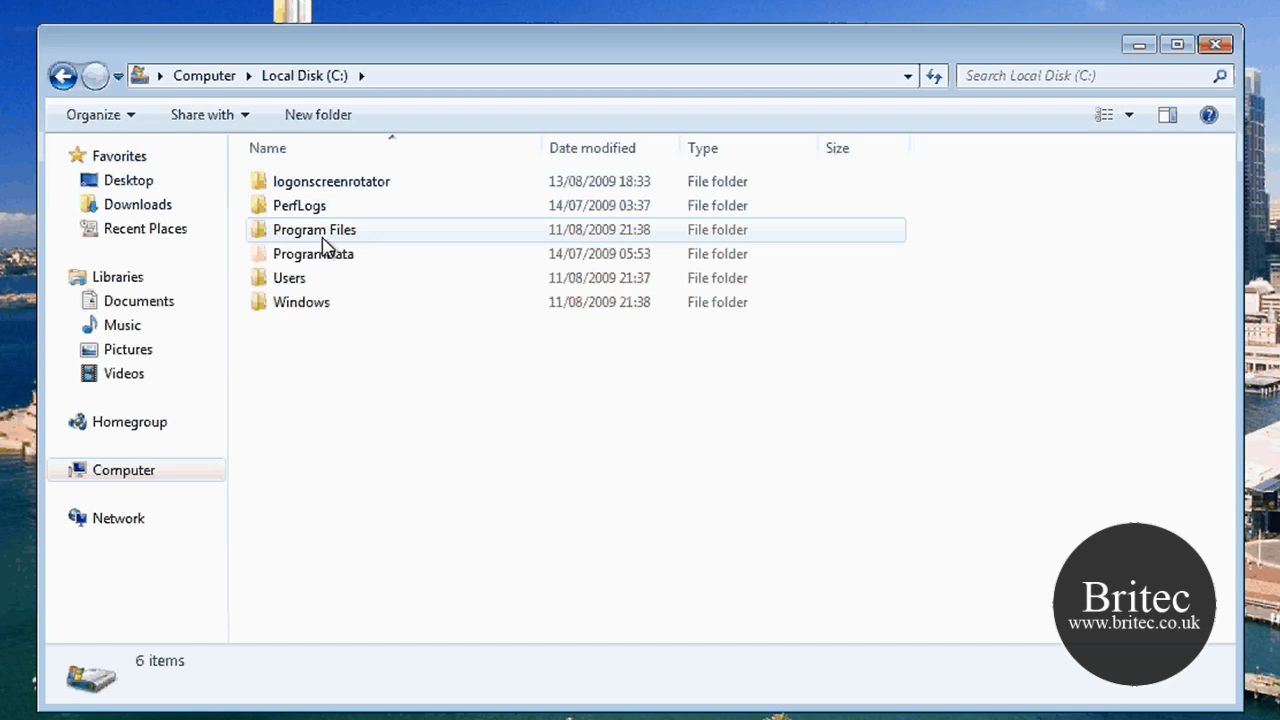 Computer
Local Disk (C:)
Search Local Disk (C:)
Organize
Share with
New folder
Name
Date modified
Type
Size
Favorites
Desktop
Downloads
Recent Places
Libraries
Documents
Music
Pictures
Videos
Homegroup
Computer
Network
logonscreenrotator 13/08/2009 18:33 File folder
PerfLogs 14/07/2009 03:37 File folder
Program Files 11/08/2009 21:38 File folder
ProgramData 14/07/2009 05:53 File folder
Users 11/08/2009 21:37 File folder
Windows 11/08/2009 21:38 File folder
6 items
Britec
www.britec.co.uk